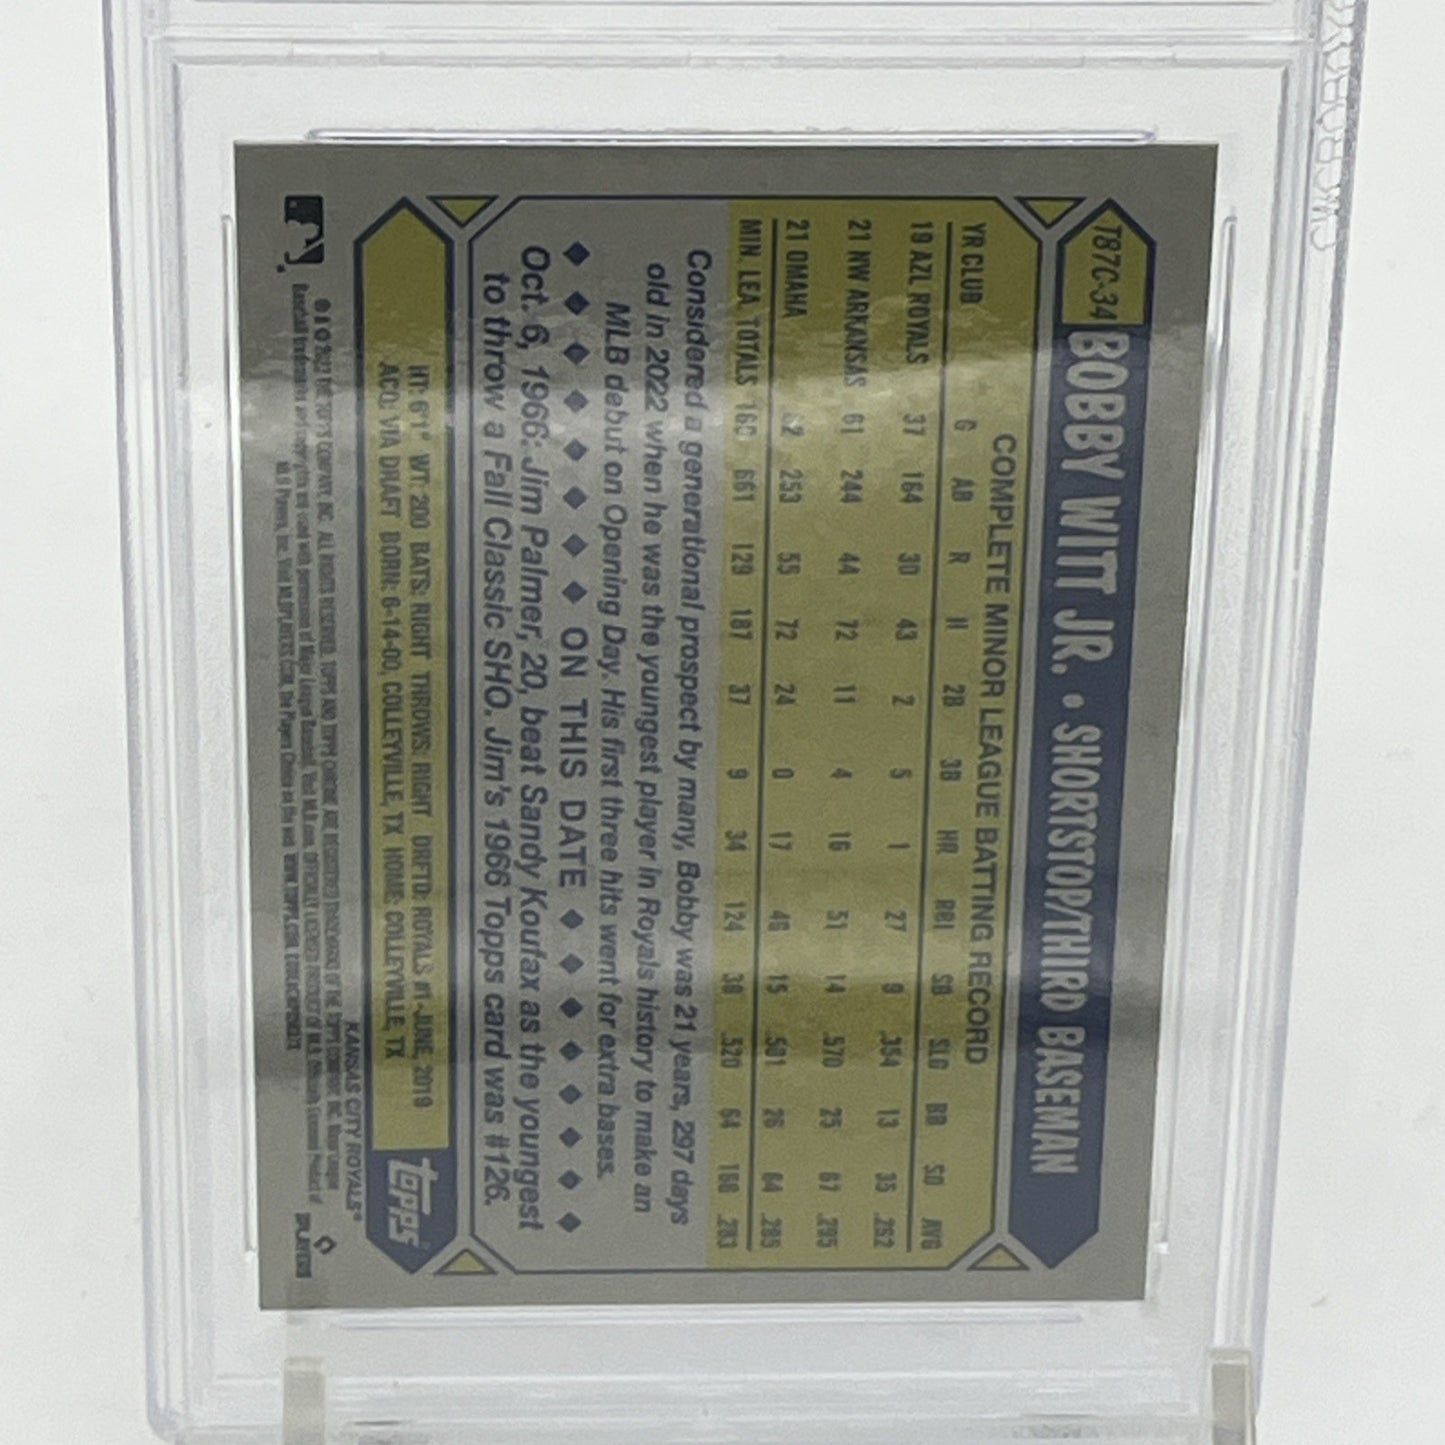 T87C-34 BOBBY WITT JR. • SHORTSTOP/THIRD BASEMAN
COMPLETE MINOR LEAGUE BATTING RECORD
YR CLUB G AB R H 2B 3B HR RBI SB SLG BB SO AVG
19 AZL ROYALS 37 164 30 43 2 5 1 27 9 .354 13 35 .262
21 NW ARKANSAS 61 244 44 72 11 4 16 51 14 .570 25 67 .295
21 OMAHA 62 253 55 72 24 0 17 46 15 .581 26 64 .285
MIN. LEA. TOTALS 160 661 129 187 37 9 34 124 38 .520 64 166 .283
Considered a generational prospect by many, Bobby was 21 years, 297 days
old in 2022 when he was the youngest player in Royals history to make an
MLB debut on Opening Day. His first three hits went for extra bases.
ON THIS DATE
Oct. 6, 1966: Jim Palmer, 20, beat Sandy Koufax as the youngest
to throw a Fall Classic SHO. Jim's 1966 Topps card was #126.
HT: 6'1" WT: 200 BATS: RIGHT THROWS: RIGHT DRFTD: ROYALS #1-JUNE, 2019
ACQ: VIA DRAFT BORN: 6-14-00, COLLEYVILLE, TX HOME: COLLEYVILLE, TX
topps
KANSAS CITY ROYALS®
PLAYERS